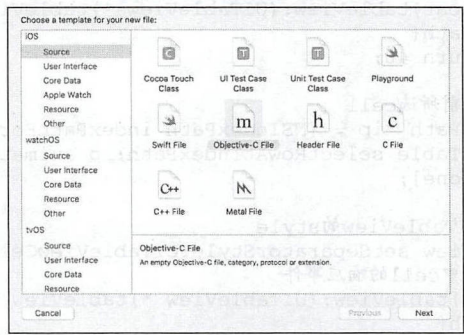 Choose a template for your new file:
iOS
Source
User Interface
Core Data
Apple Watch
Resource
Other
watchOS
Source
User Interface
Core Data
Resource
Other
tvOS
Source
User Interface
Core Data
Resource
Cocoa Touch Class
UI Test Case Class
Unit Test Case Class
Playground
Swift File
m
Objective-C File
h
Header File
c
C File
C++
C++ File
Metal File
Objective-C File
An empty Objective-C file, category, protocol or extension.
Cancel
Previous
Next